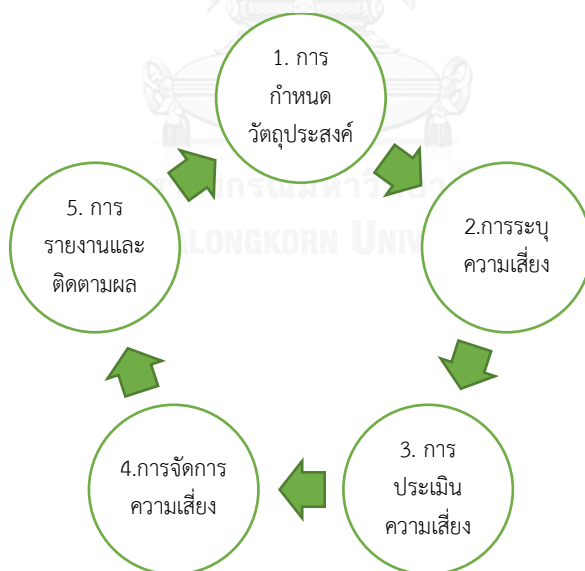 1. การ
กำหนด
วัตถุประสงค์
2.การระบุ
ความเสี่ยง
3. การ
ประเมิน
ความเสี่ยง
4.การจัดการ
ความเสี่ยง
5. การ
รายงานและ
ติดตามผล
ALONGKORN UNIV